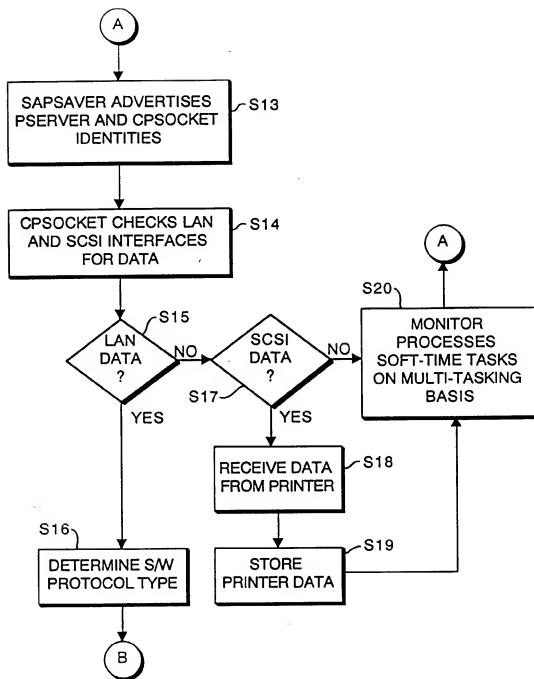 A
SAPSAVER ADVERTISES
PSERVER AND CPSOCKET
IDENTITIES
S13
CPSOCKET CHECKS LAN
AND SCSI INTERFACES
FOR DATA
S14
A
S15
LAN
DATA
?
NO
YES
SCSI
DATA
?
S17
NO
YES
S20
MONITOR
PROCESSES
SOFT-TIME TASKS
ON MULTI-TASKING
BASIS
RECEIVE DATA
FROM PRINTER
S18
S16
DETERMINE S/W
PROTOCOL TYPE
STORE
PRINTER DATA
S19
B